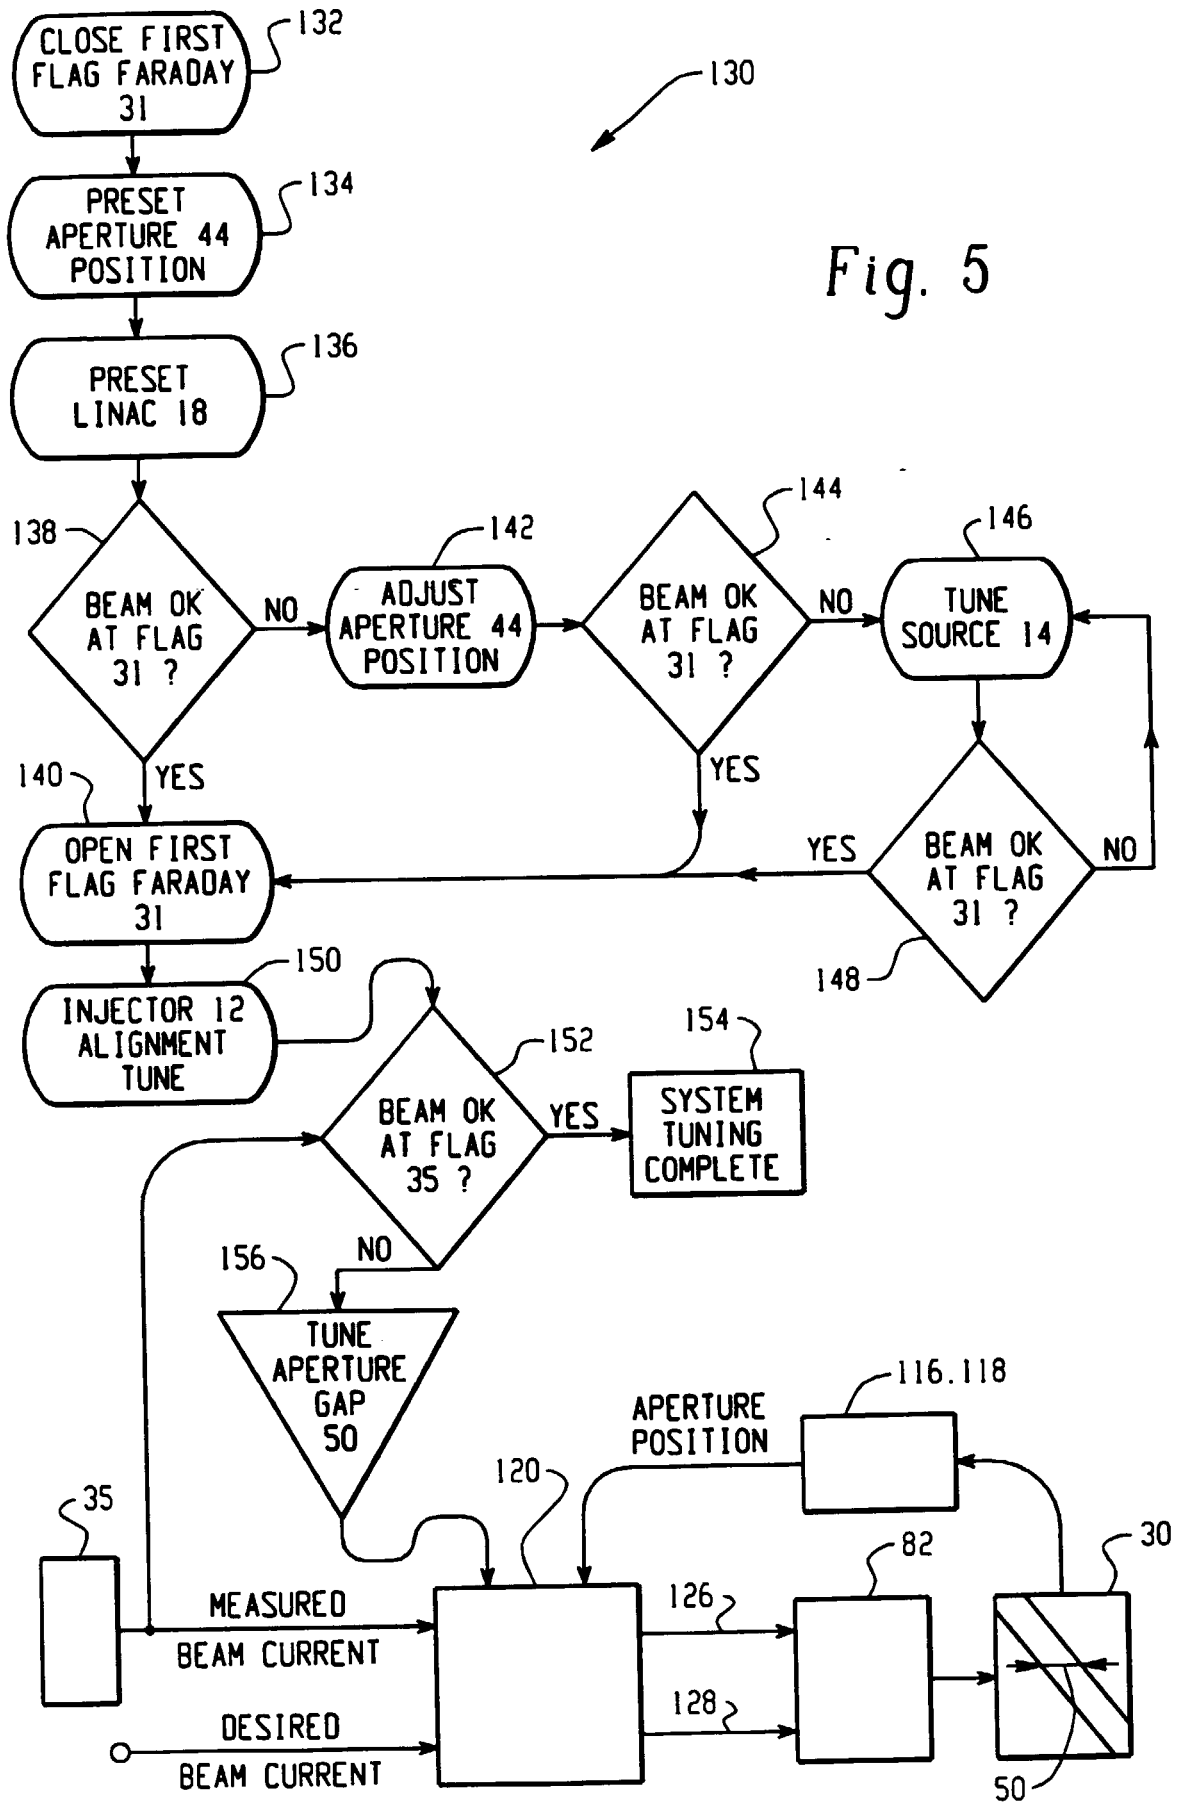 CLOSE FIRST
FLAG FARADAY
31
132
130
PRESET
APERTURE 44
POSITION
134
Fig. 5
PRESET
LINAC 18
136
138
BEAM OK
AT FLAG
31 ?
NO
YES
142
ADJUST
APERTURE 44
POSITION
144
BEAM OK
AT FLAG
31 ?
NO
YES
146
TUNE
SOURCE 14
140
OPEN FIRST
FLAG FARADAY
31
YES
BEAM OK
AT FLAG
31 ?
NO
148
150
INJECTOR 12
ALIGNMENT
TUNE
152
BEAM OK
AT FLAG
35 ?
YES
NO
154
SYSTEM
TUNING
COMPLETE
156
TUNE
APERTURE
GAP
50
APERTURE
POSITION
116.118
120
35
82
30
MEASURED
BEAM CURRENT
126
128
DESIRED
BEAM CURRENT
50